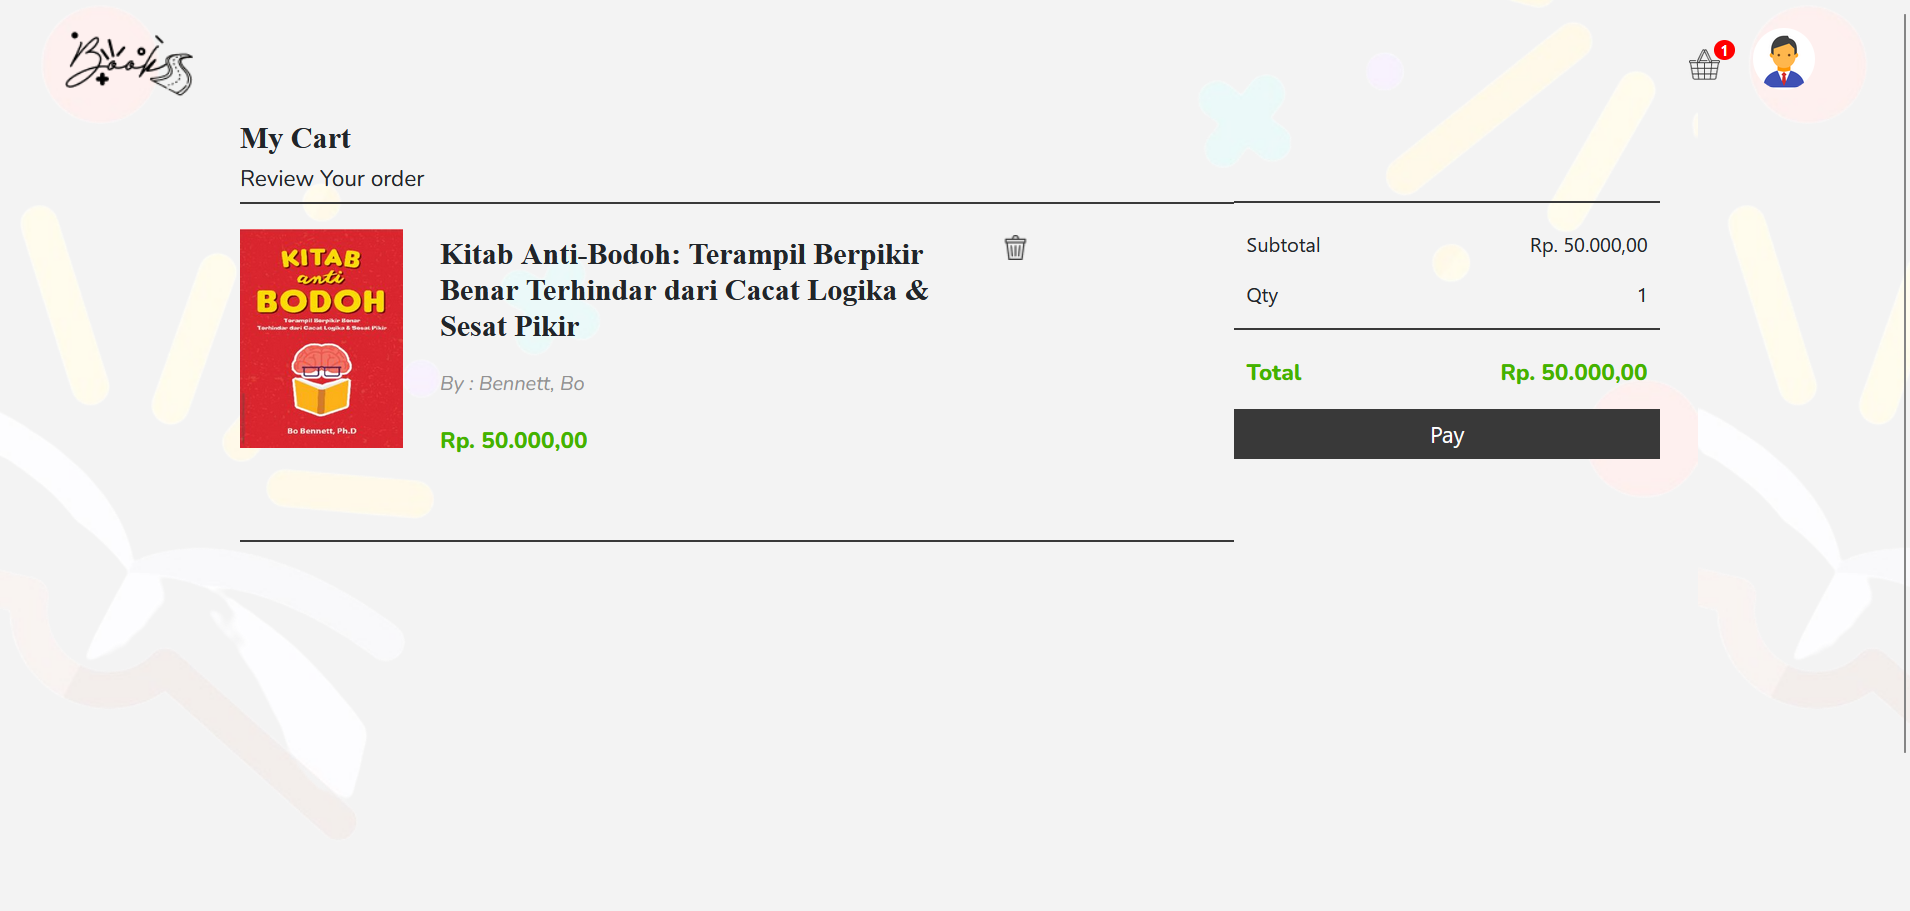 Bookss
1
My Cart
Review Your order
KITAB
anti
BODOH
Terampil Berpikir Benar
Terhindar dari Cacat Logika & Sesat Pikir
Bo Bennett, Ph.D
Kitab Anti-Bodoh: Terampil Berpikir
Benar Terhindar dari Cacat Logika &
Sesat Pikir
By : Bennett, Bo
Rp. 50.000,00
Subtotal Rp. 50.000,00
Qty 1
Total Rp. 50.000,00
Pay